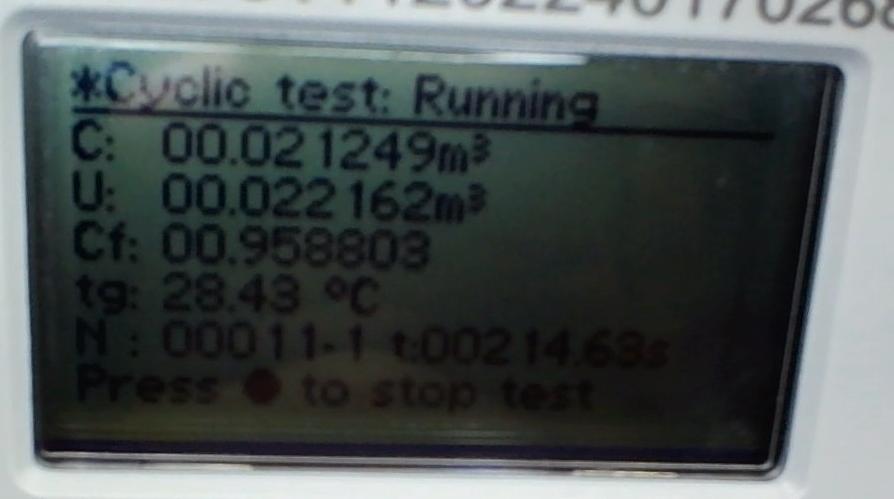 *Cyclic test: Running
C: 00.021249m³
U: 00.022162m³
Cf: 00.958803
tg: 28.43 °C
N : 00011-1 t:00214.63s
Press ● to stop test